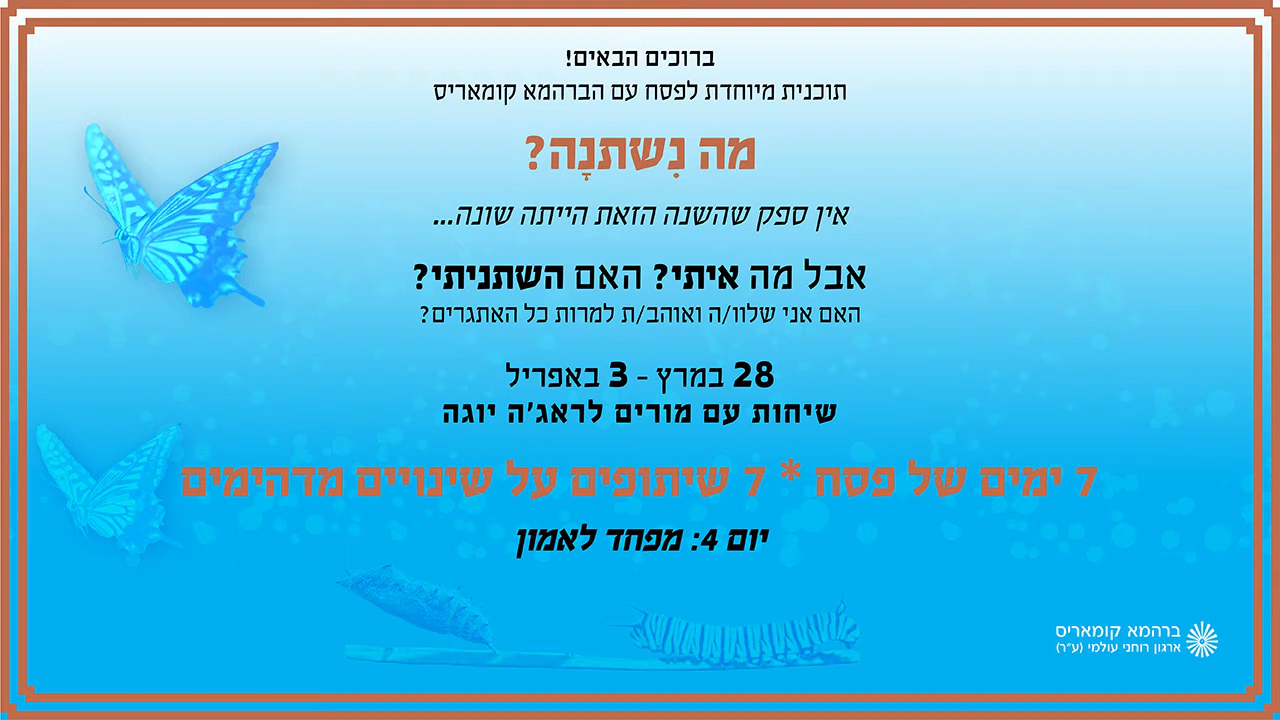 ברוכים הבאים!
תוכנית מיוחדת לפסח עם הברהמא קומאריס
מה נִשתנָה?
אין ספק שהשנה הזאת הייתה שונה...
אבל מה איתי? האם השתניתי?
האם אני שלוו/ה ואוהב/ת למרות כל האתגרים?
28 במרץ - 3 באפריל
שיחות עם מורים לראג'ה יוגה
7 ימים של פסח * 7 שיתופים על שינויים מדהימים
יום 4: מפחד לאמון
ברהמא קומאריס
ארגון רוחני עולמי (ע"ר)